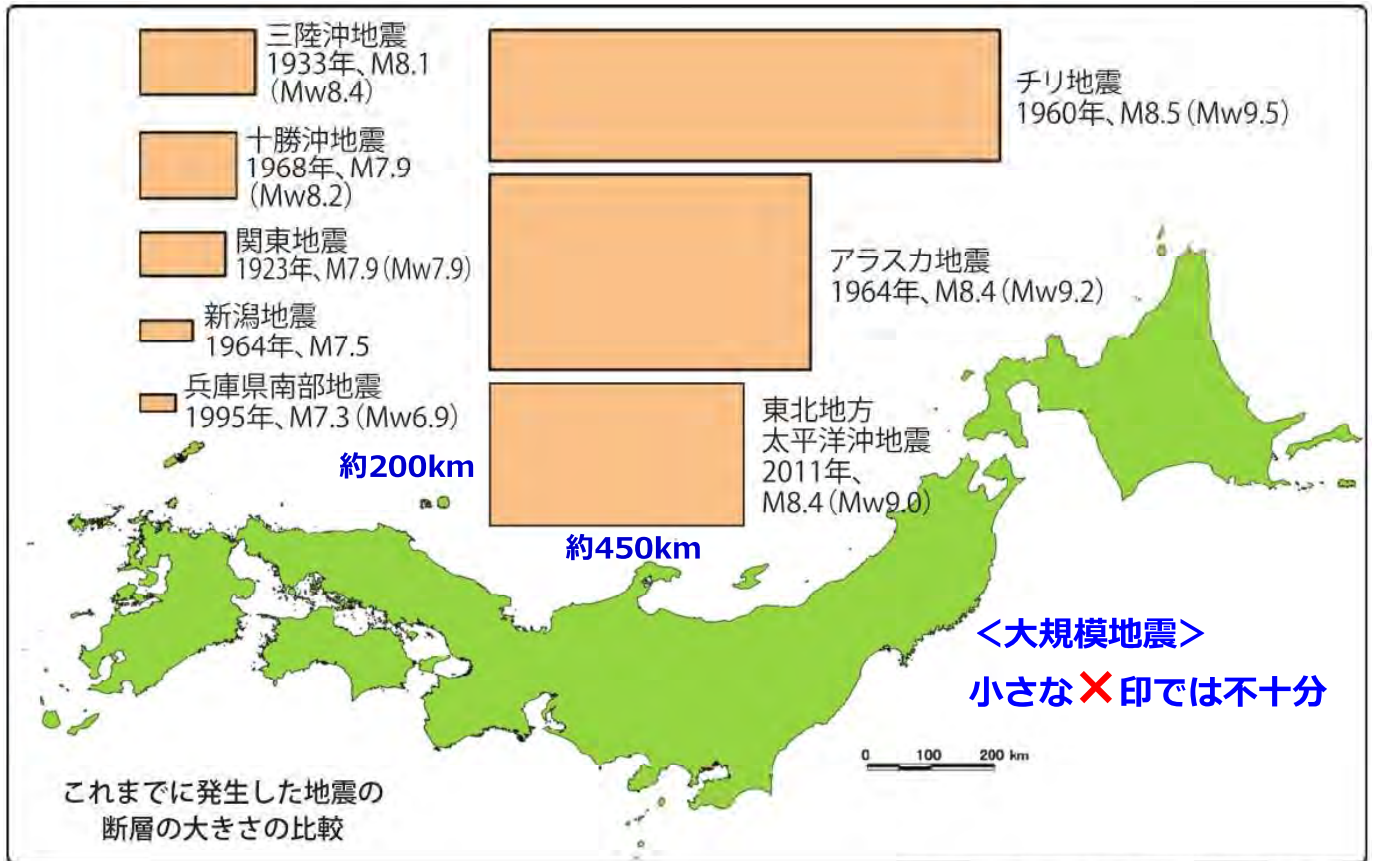 三陸沖地震
1933年、M8.1
（Mw8.4）
十勝沖地震
1968年、M7.9
（Mw8.2）
関東地震
1923年、M7.9（Mw7.9）
新潟地震
1964年、M7.5
兵庫県南部地震
1995年、M7.3（Mw6.9）
チリ地震
1960年、M8.5（Mw9.5）
アラスカ地震
1964年、M8.4（Mw9.2）
東北地方
太平洋沖地震
2011年、
M8.4（Mw9.0）
約200km
約450km
＜大規模地震＞
小さな×印では不十分
0 100 200 km
これまでに発生した地震の
断層の大きさの比較